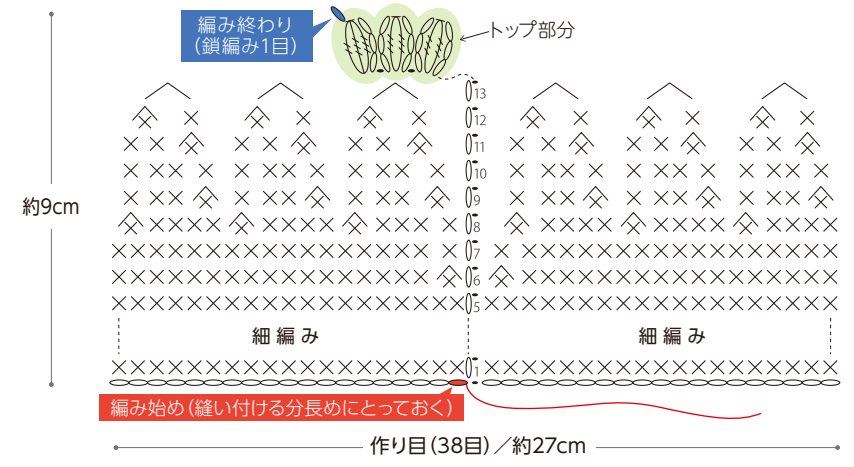 編み終わり
(鎖編み1目)
トップ部分
13
12
11
10
9
8
7
6
5
約9cm
細編み
細編み
1
編み始め(縫い付ける分長めにとっておく)
作り目(38目)/約27cm